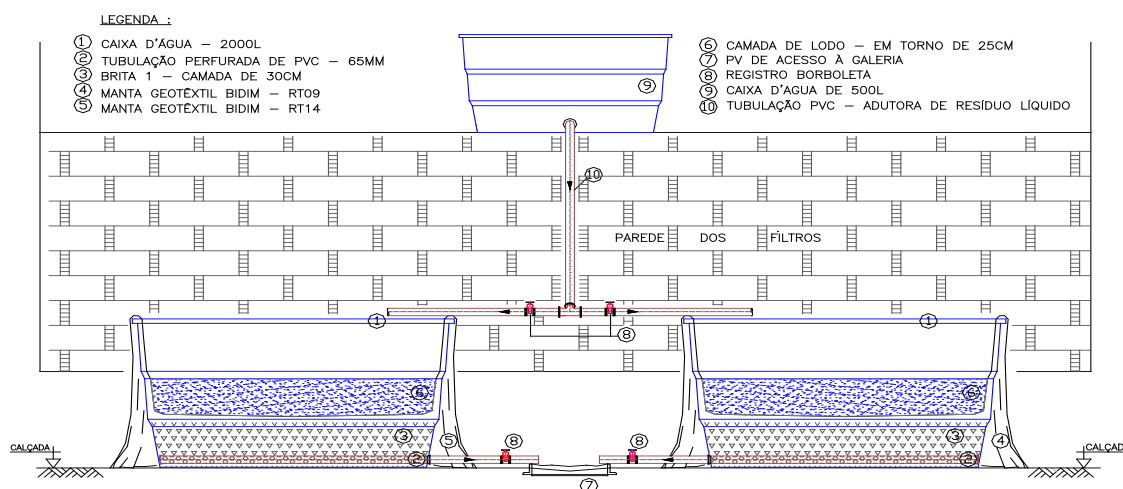 LEGENDA :
1 CAIXA D'ÁGUA – 2000L
2 TUBULAÇÃO PERFURADA DE PVC – 65MM
3 BRITA 1 – CAMADA DE 30CM
4 MANTA GEOTÊXTIL BIDIM – RT09
5 MANTA GEOTÊXTIL BIDIM – RT14
6 CAMADA DE LODO – EM TORNO DE 25CM
7 PV DE ACESSO À GALERIA
8 REGISTRO BORBOLETA
9 CAIXA D'AGUA DE 500L
10 TUBULAÇÃO PVC – ADUTORA DE RESÍDUO LÍQUIDO
9
10
PAREDE DOS FILTROS
1
1
8
6
6
3
5
8
8
3
4
CALÇADA
CALÇADA
2
2
7